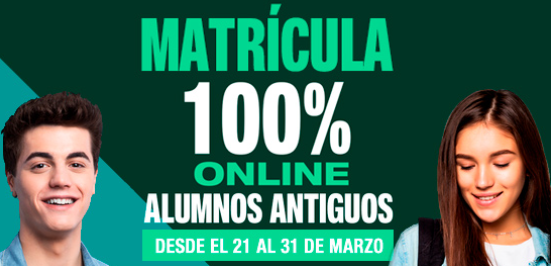 MATRÍCULA
100%
ONLINE
ALUMNOS ANTIGUOS
DESDE EL 21 AL 31 DE MARZO